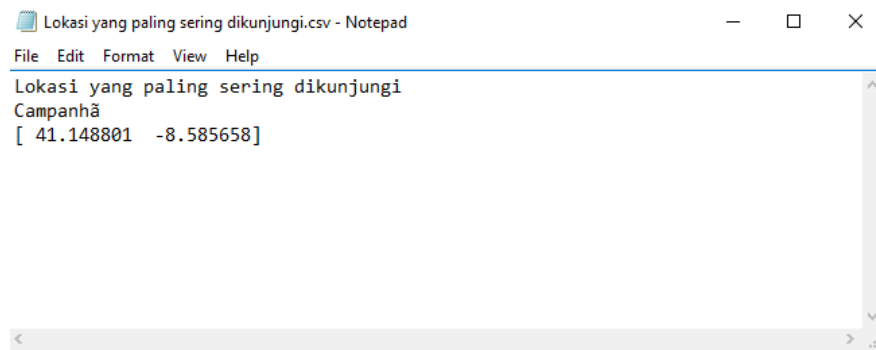 Lokasi yang paling sering dikunjungi.csv - Notepad
File Edit Format View Help
Lokasi yang paling sering dikunjungi
Campanhã
[ 41.148801  -8.585658]